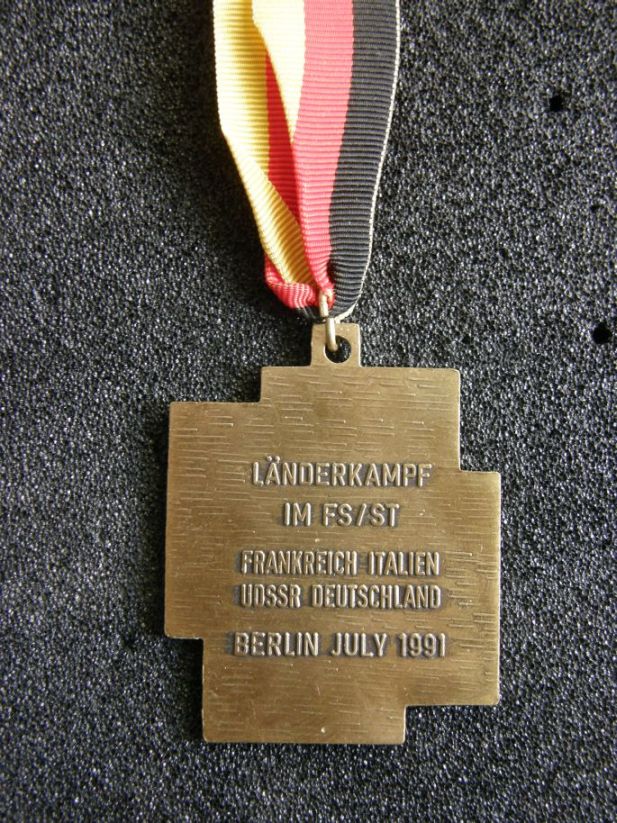 LÄNDERKAMPF
IM FS/ST
FRANKREICH ITALIEN
UDSSR DEUTSCHLAND
BERLIN JULY 1991